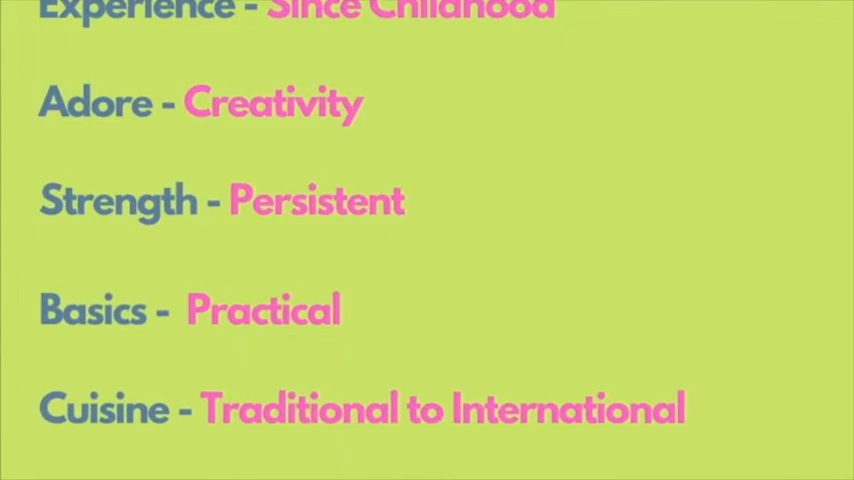 Experience - Since Childhood
Adore - Creativity
Strength - Persistent
Basics - Practical
Cuisine - Traditional to International